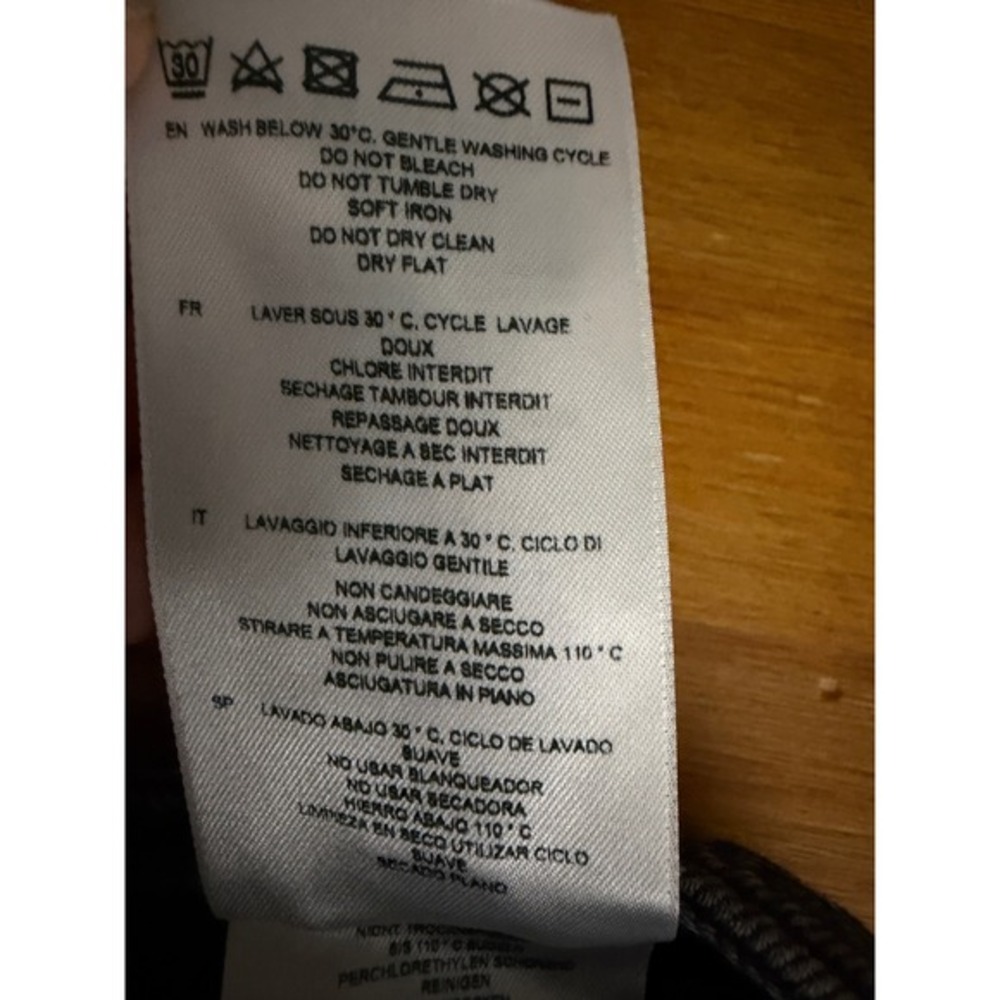 30
EN WASH BELOW 30°C. GENTLE WASHING CYCLE
DO NOT BLEACH
DO NOT TUMBLE DRY
SOFT IRON
DO NOT DRY CLEAN
DRY FLAT
FR LAVER SOUS 30° C. CYCLE LAVAGE
DOUX
CHLORE INTERDIT
SECHAGE TAMBOUR INTERDIT
REPASSAGE DOUX
NETTOYAGE A SEC INTERDIT
SECHAGE A PLAT
IT LAVAGGIO INFERIORE A 30° C. CICLO DI
LAVAGGIO GENTILE
NON CANDEGGIARE
NON ASCIUGARE A SECCO
STIRARE A TEMPERATURA MASSIMA 110° C
NON PULIRE A SECCO
ASCIUGATURA IN PIANO
SP LAVADO ABAJO 30° C. CICLO DE LAVADO
SUAVE
NO USAR BLANQUEADOR
NO USAR SECADORA
HIERRO ABAJO 110° C
LIMPIEZA EN SECO UTILIZAR CICLO
SUAVE
SECADO PLANO
NICHT
PERCHLORETHYLEN
REINIGEN